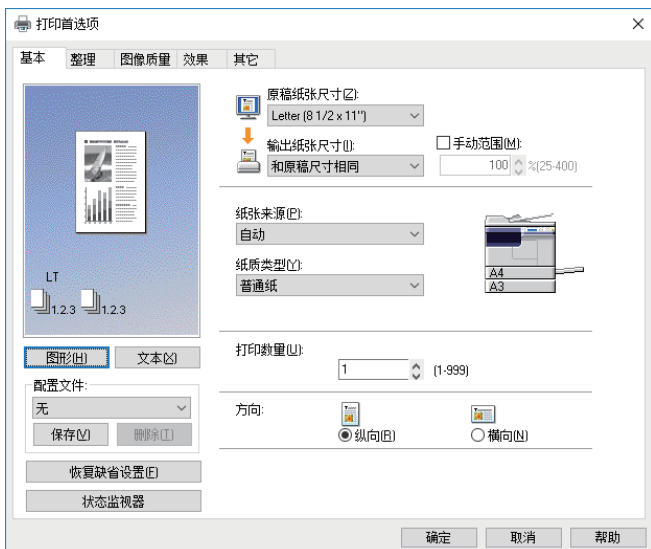 打印首选项
基本 整理 图像质量 效果 其它
原稿纸张尺寸(Z):
Letter (8 1/2 x 11")
输出纸张尺寸(I):
和原稿尺寸相同
手动范围(M):
100 %(25-400)
纸张来源(P):
自动
纸质类型(Y):
普通纸
A4
A3
LT
1.2.3 1.2.3
图形(H) 文本(X)
打印数量(U):
1 (1-999)
配置文件:
无
保存(V) 删除(T)
方向:
纵向(R) 横向(N)
恢复缺省设置(F)
状态监视器
确定 取消 帮助